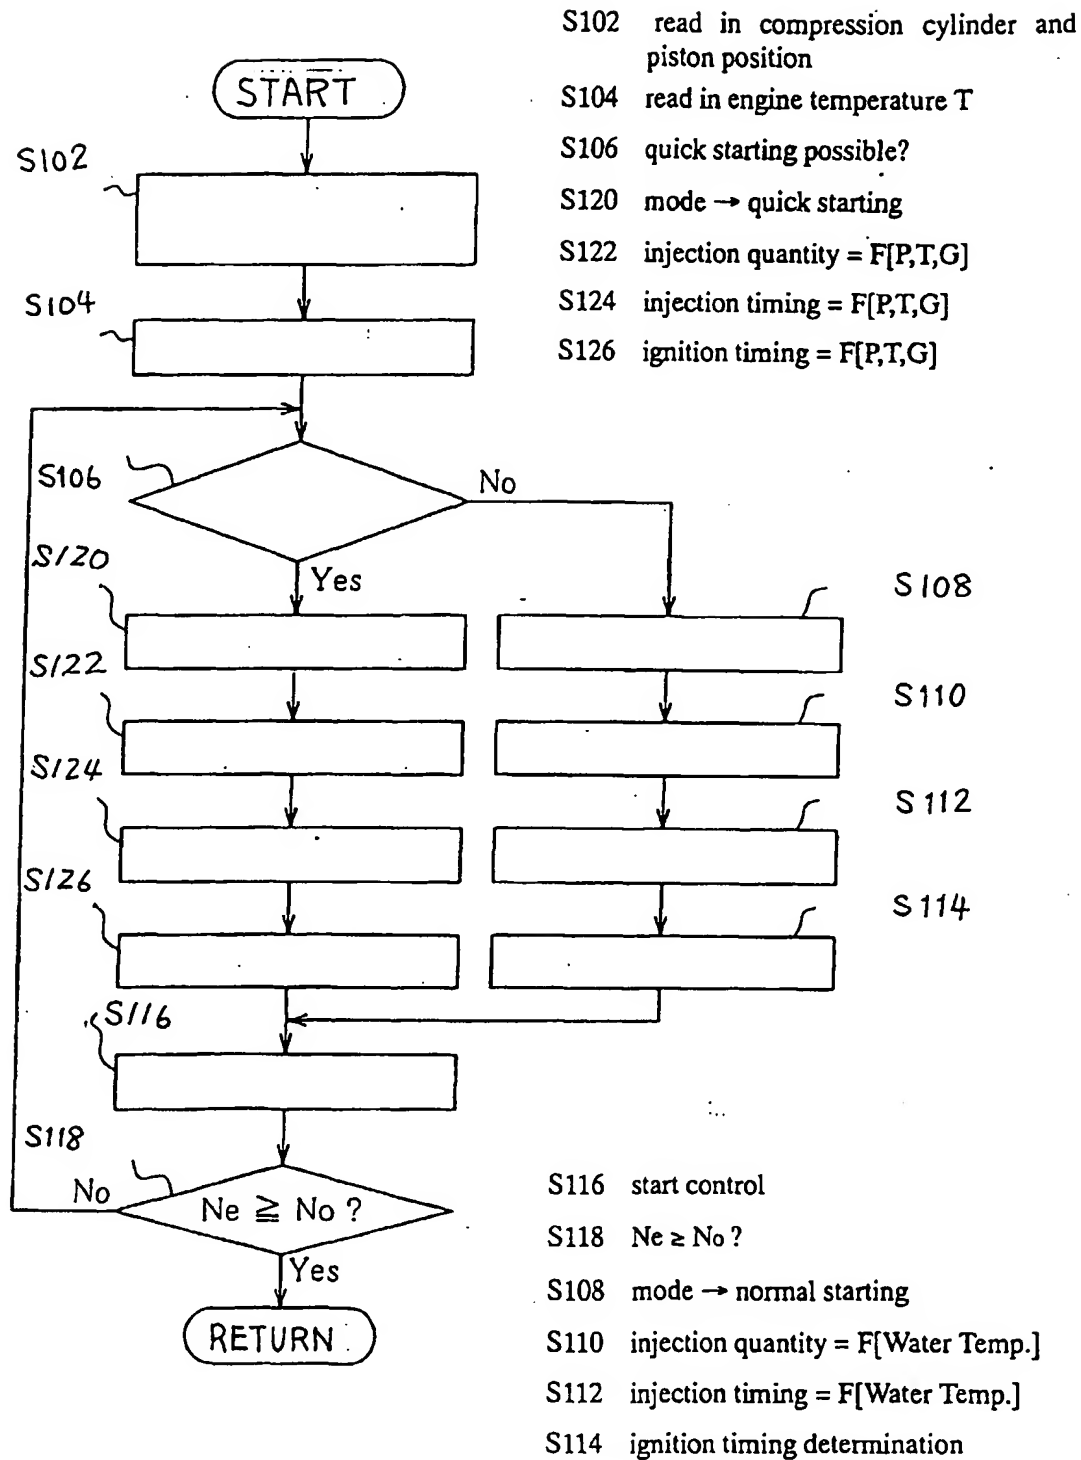 S102 read in compression cylinder and
piston position
S104 read in engine temperature T
S106 quick starting possible?
S120 mode → quick starting
S122 injection quantity = F[P,T,G]
S124 injection timing = F[P,T,G]
S126 ignition timing = F[P,T,G]
START
S102
S104
S106
No
Yes
S120
S108
S122
S110
S124
S112
S126
S114
S116
S118
No
Ne ≧ No ?
Yes
RETURN
S116 start control
S118 Ne ≥ No ?
S108 mode → normal starting
S110 injection quantity = F[Water Temp.]
S112 injection timing = F[Water Temp.]
S114 ignition timing determination